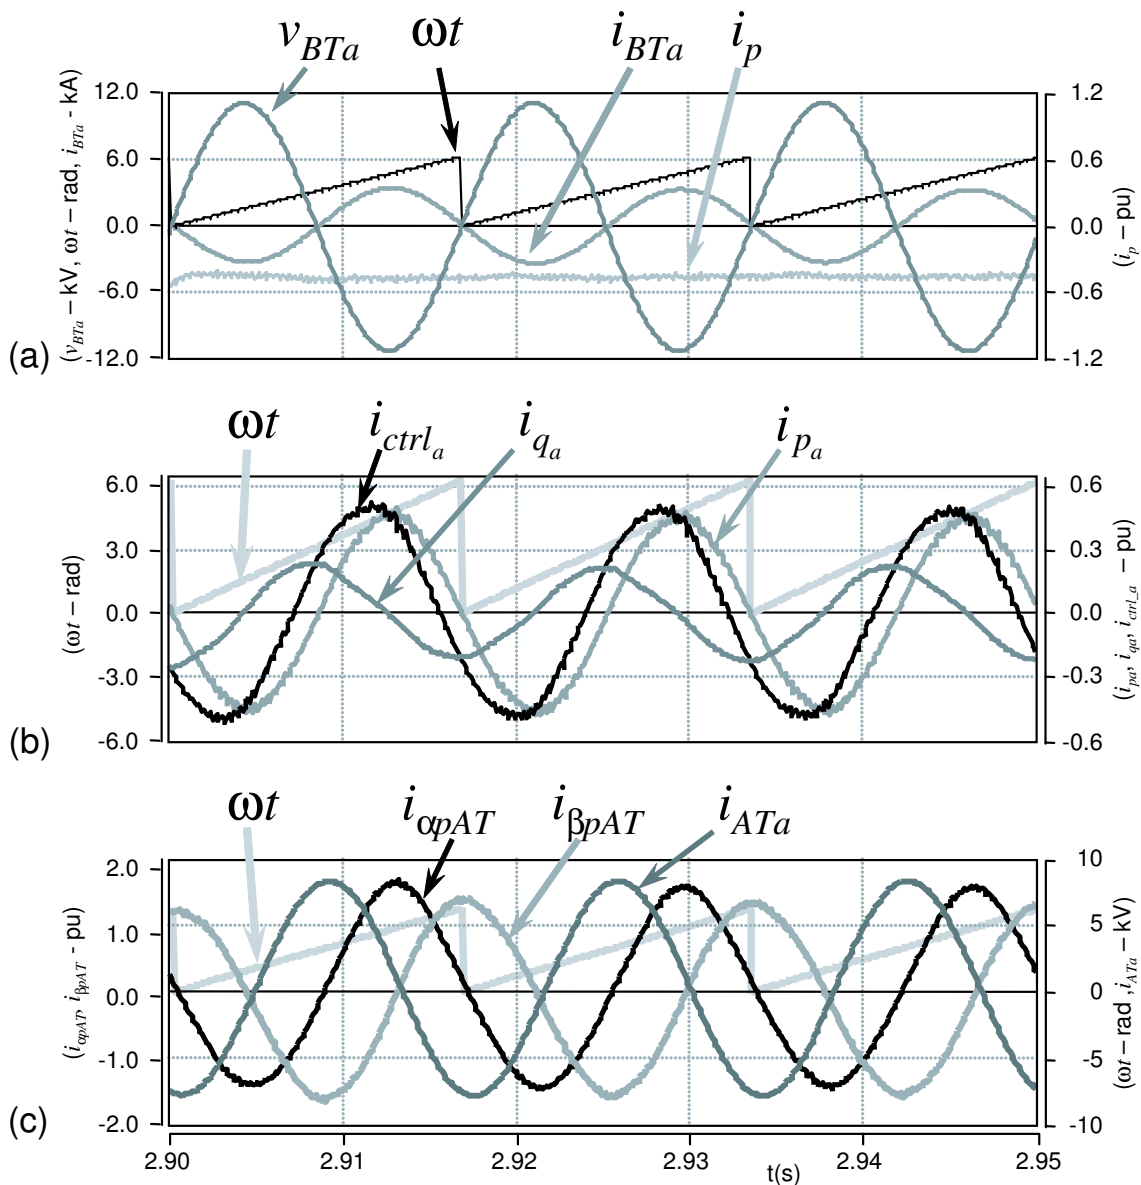 v_BTa ωt i_BTa i_p
12.0 1.2
6.0 0.6
0.0 0.0
-6.0 -0.6
-12.0 -1.2
(v_BTa – kV, ωt – rad, i_BTa - kA)
(i_p – pu)
(a)
ωt i_ctrl_a i_q_a i_p_a
6.0 0.6
3.0 0.3
0.0 0.0
-3.0 -0.3
-6.0 -0.6
(ωt – rad)
(i_pa, i_qa, i_ctrl_a – pu)
(b)
ωt i_αpAT i_βpAT i_ATa
2.0 10
1.0 5
0.0 0
-1.0 -5
-2.0 -10
(i_αpAT, i_βpAT - pu)
(ωt – rad ,i_ATa – kV)
(c)
2.90 2.91 2.92 2.93 2.94 2.95
t(s)